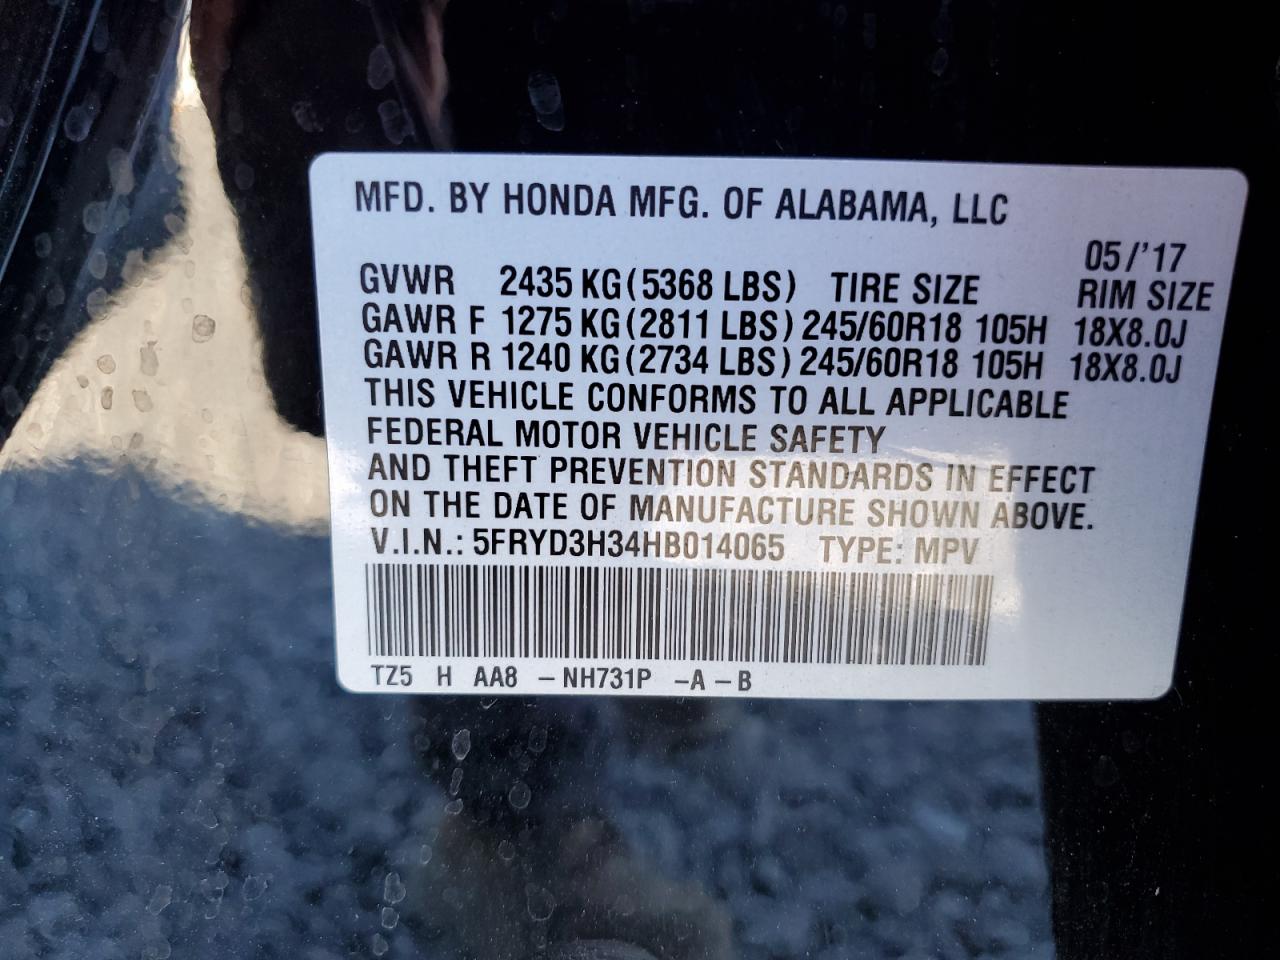 MFD. BY HONDA MFG. OF ALABAMA, LLC
05/'17
GVWR 2435 KG(5368 LBS) TIRE SIZE RIM SIZE
GAWR F 1275 KG(2811 LBS) 245/60R18 105H 18X8.0J
GAWR R 1240 KG(2734 LBS) 245/60R18 105H 18X8.0J
THIS VEHICLE CONFORMS TO ALL APPLICABLE
FEDERAL MOTOR VEHICLE SAFETY
AND THEFT PREVENTION STANDARDS IN EFFECT
ON THE DATE OF MANUFACTURE SHOWN ABOVE.
V.I.N.: 5FRYD3H34HB014065 TYPE: MPV
TZ5 H AA8 -NH731P -A-B